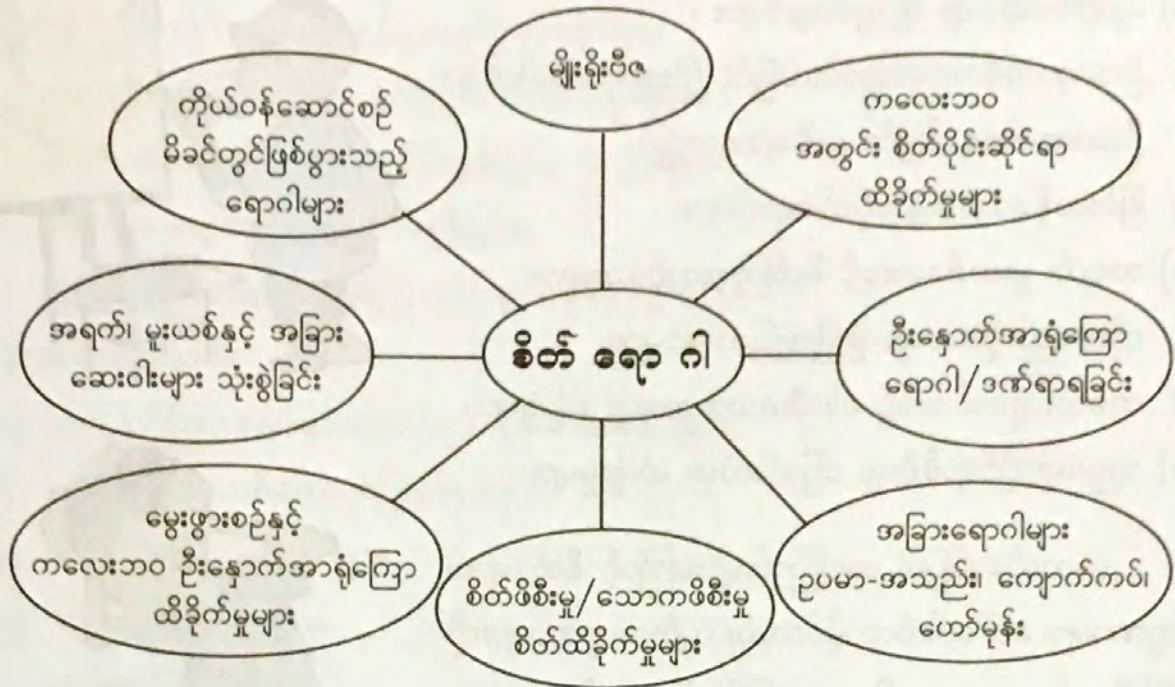 မျိုးရိုးဗီဇ
ကိုယ်ဝန်ဆောင်စဉ်
မိခင်တွင်ဖြစ်ပွားသည့်
ရောဂါများ
ကလေးဘဝ
အတွင်း စိတ်ပိုင်းဆိုင်ရာ
ထိခိုက်မှုများ
အရက်၊ မူးယစ်နှင့် အခြား
ဆေးဝါးများ သုံးစွဲခြင်း
စိတ် ရော ဂါ
ဦးနှောက်အာရုံကြော
ရောဂါ/ဒဏ်ရာရခြင်း
မွေးဖွားစဉ်နှင့်
ကလေးဘဝ ဦးနှောက်အာရုံကြော
ထိခိုက်မှုများ
စိတ်ဖိစီးမှု/သောကဖိစီးမှု
စိတ်ထိခိုက်မှုများ
အခြားရောဂါများ
ဥပမာ-အသည်း၊ ကျောက်ကပ်၊
ဟော်မုန်း